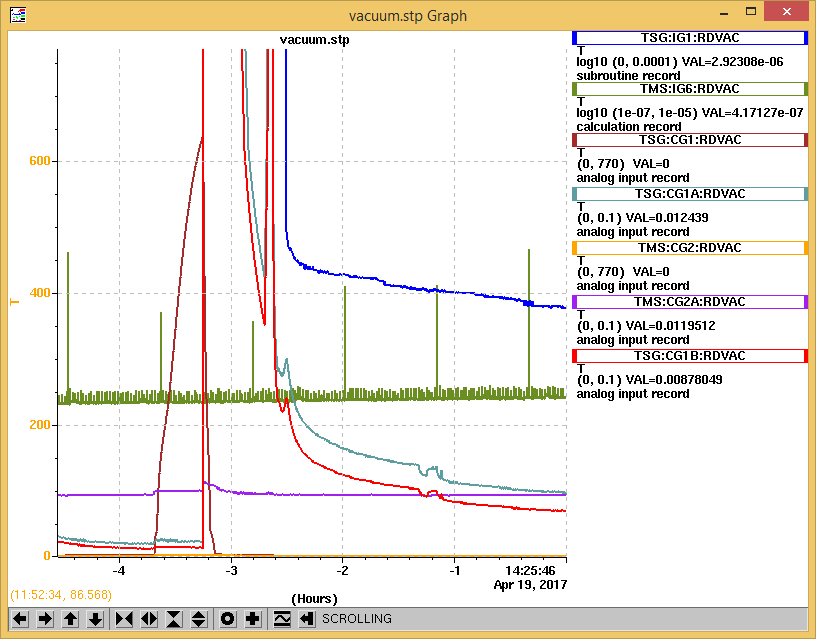 vacuum.stp Graph
vacuum.stp
600
400
200
0
T
-4
-3
-2
-1
14:25:46
Apr 19, 2017
(Hours)
(11:52:34, 86.568)
TSG:IG1:RDVAC
T
log10 (0, 0.0001) VAL=2.92308e-06
subroutine record
TMS:IG6:RDVAC
T
log10 (1e-07, 1e-05) VAL=4.17127e-07
calculation record
TSG:CG1:RDVAC
T
(0, 770) VAL=0
analog input record
TSG:CG1A:RDVAC
T
(0, 0.1) VAL=0.012439
analog input record
TMS:CG2:RDVAC
T
(0, 770) VAL=0
analog input record
TMS:CG2A:RDVAC
T
(0, 0.1) VAL=0.0119512
analog input record
TSG:CG1B:RDVAC
T
(0, 0.1) VAL=0.00878049
analog input record
SCROLLING